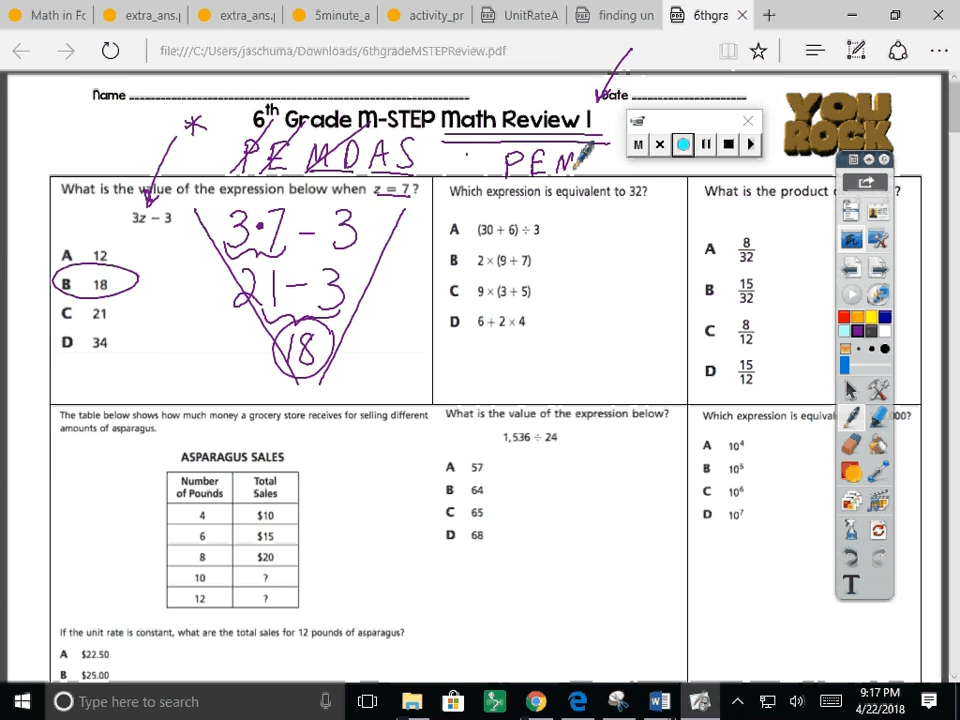 Math in Fo
extra_ans.p
extra_ans.p
5minute_a
activity_pr
UnitRateA
finding un
6thgra
file:///C:/Users/jaschuma/Downloads/6thgradeMSTEPReview.pdf
Name
Date
6th Grade M-STEP Math Review 1
YOU ROCK
M
PEMDAS
PEM
What is the value of the expression below when z = 7?
3z − 3
A 12
B 18
C 21
D 34
3·7 − 3
21 − 3
18
Which expression is equivalent to 32?
A (30 + 6) ÷ 3
B 2 × (9 + 7)
C 9 × (3 + 5)
D 6 + 2 × 4
What is the product
?
A 8/32
B 15/32
C 8/12
D 15/12
The table below shows how much money a grocery store receives for selling different
amounts of asparagus.
ASPARAGUS SALES
Number of Pounds Total Sales
4 $10
6 $15
8 $20
10 ?
12 ?
If the unit rate is constant, what are the total sales for 12 pounds of asparagus?
A $22.50
B $25.00
What is the value of the expression below?
1,536 ÷ 24
A 57
B 64
C 65
D 68
Which expression is equiva
000?
A 10⁴
B 10⁵
C 10⁶
D 10⁷
T
Type here to search
9:17 PM
4/22/2018